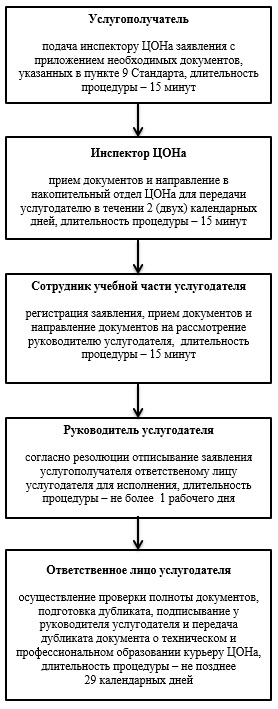 Услугополучатель
подача инспектору ЦОНа заявления с
приложением необходимых документов,
указанных в пункте 9 Стандарта, длительность
процедуры – 15 минут
Инспектор ЦОНа
прием документов и направление в
накопительный отдел ЦОНа для передачи
услугодателю в течении 2 (двух) календарных
дней, длительность процедуры – 15 минут
Сотрудник учебной части услугодателя
регистрация заявления, прием документов и
направление документов на рассмотрение
руководителю услугодателя, длительность
процедуры – 15 минут
Руководитель услугодателя
согласно резолюции отписывание заявления
услугополучателя ответственому лицу
услугодателя для исполнения, длительность
процедуры – не более 1 рабочего дня
Ответственное лицо услугодателя
осуществление проверки полноты документов,
подготовка дубликата, подписывание у
руководителя услугодателя и передача
дубликата документа о техническом и
профессиональном образовании курьеру ЦОНа,
длительность процедуры – не позднее
29 календарных дней